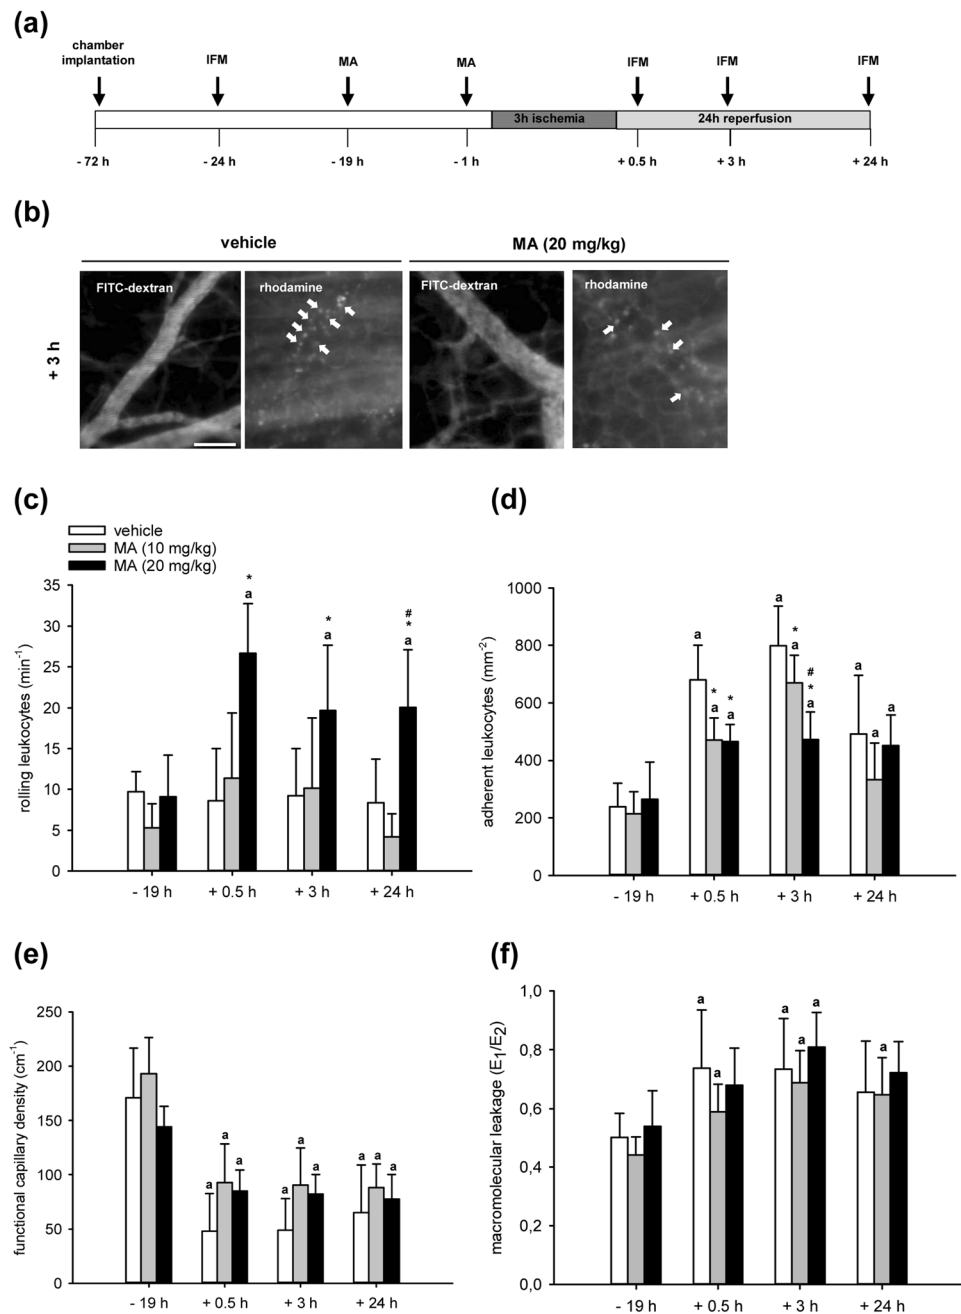 (a)
chamber
implantation
IFM
MA
MA
IFM
IFM
IFM
3h ischemia
24h reperfusion
- 72 h
- 24 h
- 19 h
- 1 h
+ 0.5 h
+ 3 h
+ 24 h
(b)
vehicle
MA (20 mg/kg)
FITC-dextran
rhodamine
FITC-dextran
rhodamine
+ 3 h
(c)
vehicle
MA (10 mg/kg)
MA (20 mg/kg)
rolling leukocytes (min⁻¹)
35
30
25
20
15
10
5
0
*
a
*
a
#
*
a
- 19 h
+ 0.5 h
+ 3 h
+ 24 h
(d)
adherent leukocytes (mm⁻²)
1000
800
600
400
200
0
a
*
a
*
a
a
*
a
#
*
a
a
a
a
- 19 h
+ 0.5 h
+ 3 h
+ 24 h
(e)
functional capillary density (cm⁻¹)
250
200
150
100
50
0
a
a
a
a
a
a
a
a
a
- 19 h
+ 0.5 h
+ 3 h
+ 24 h
(f)
macromolecular leakage (E₁/E₂)
1,0
0,8
0,6
0,4
0,2
0,0
a
a
a
a
a
a
- 19 h
+ 0.5 h
+ 3 h
+ 24 h